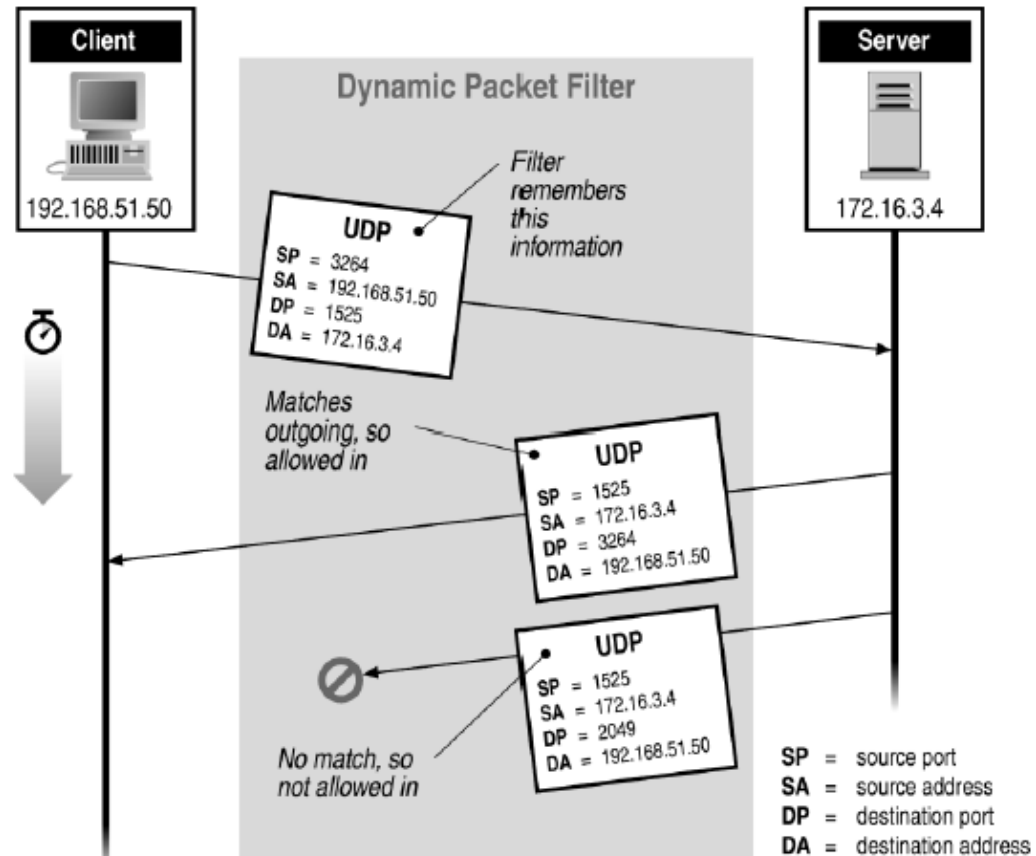 Client
192.168.51.50
Server
172.16.3.4
Dynamic Packet Filter
Filter
remembers
this
information
UDP
SP = 3264
SA = 192.168.51.50
DP = 1525
DA = 172.16.3.4
Matches
outgoing, so
allowed in
UDP
SP = 1525
SA = 172.16.3.4
DP = 3264
DA = 192.168.51.50
UDP
SP = 1525
SA = 172.16.3.4
DP = 2049
DA = 192.168.51.50
No match, so
not allowed in
SP = source port
SA = source address
DP = destination port
DA = destination address